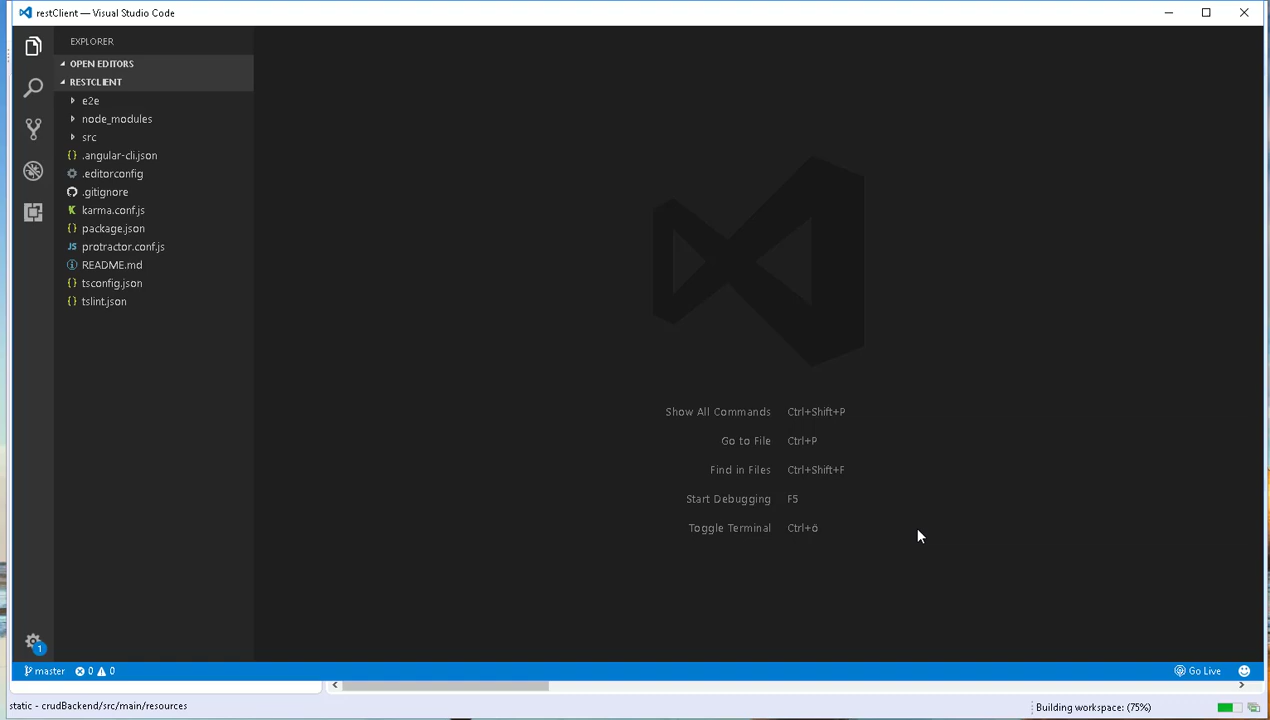 restClient — Visual Studio Code
EXPLORER
OPEN EDITORS
RESTCLIENT
e2e
node_modules
src
.angular-cli.json
.editorconfig
.gitignore
karma.conf.js
package.json
protractor.conf.js
README.md
tsconfig.json
tslint.json
Show All Commands Ctrl+Shift+P
Go to File Ctrl+P
Find in Files Ctrl+Shift+F
Start Debugging F5
Toggle Terminal Ctrl+ö
1
master 0 0 Go Live
static - crudBackend/src/main/resources Building workspace: (75%)